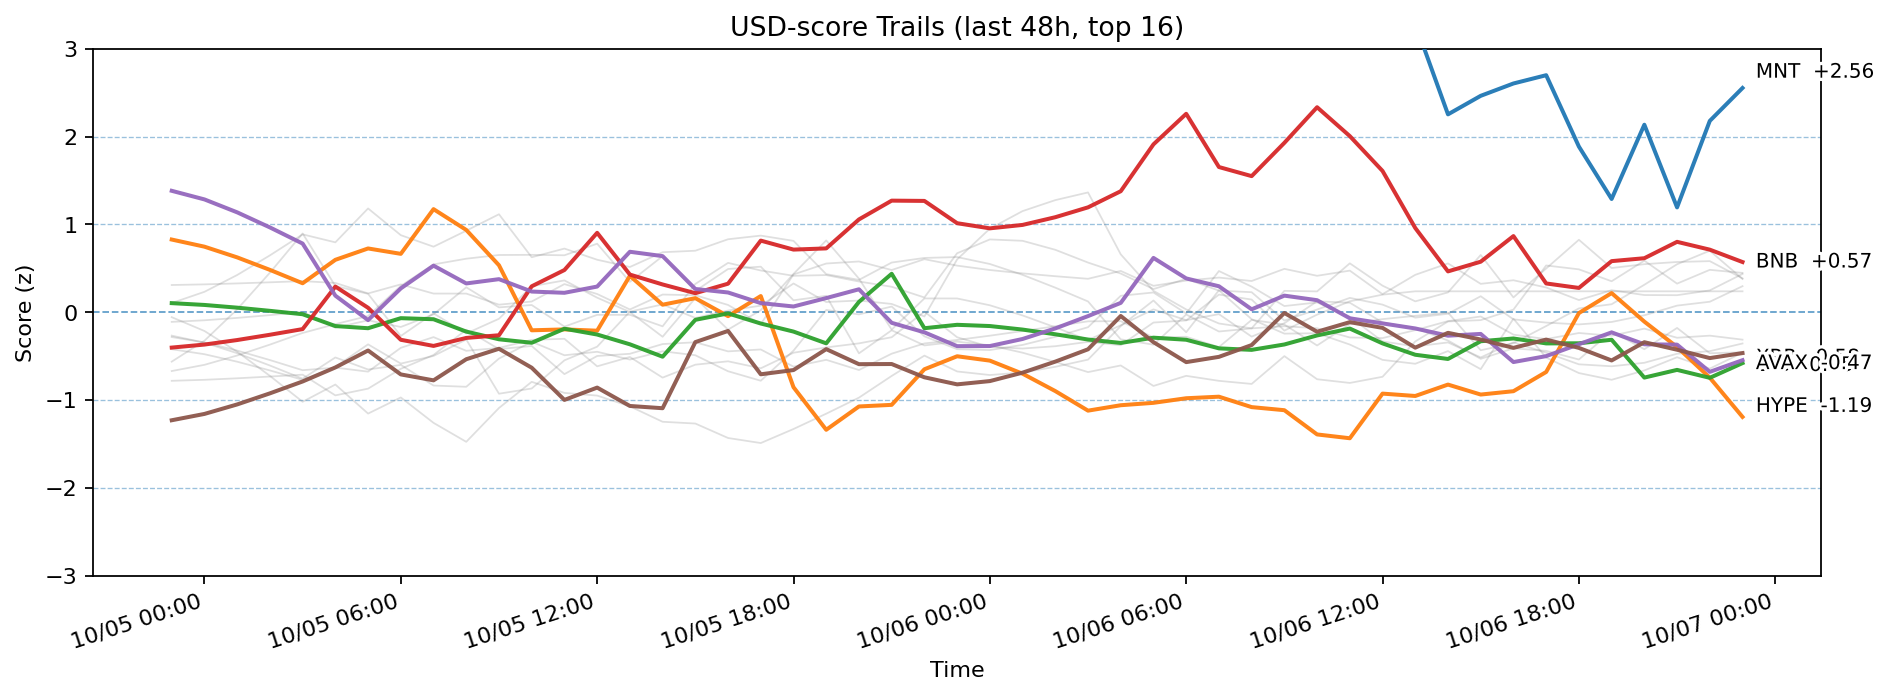 USD-score Trails (last 48h, top 16)
Score (z)
3
2
1
0
−1
−2
−3
MNT +2.56
BNB +0.57
HYPE -1.19
10/05 00:00
10/05 06:00
10/05 12:00
10/05 18:00
10/06 00:00
10/06 06:00
10/06 12:00
10/06 18:00
10/07 00:00
Time